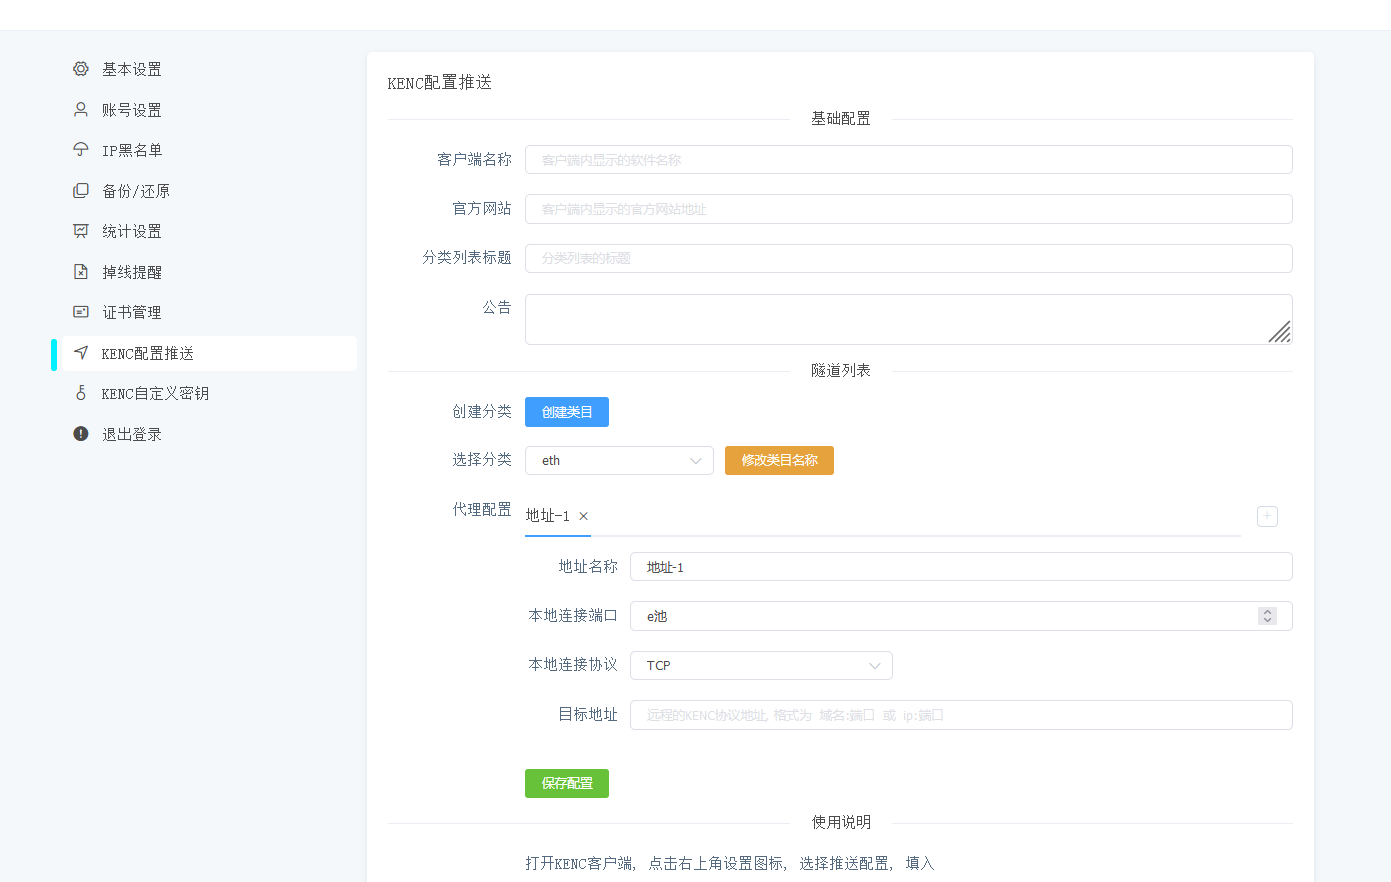 基本设置
账号设置
IP黑名单
备份/还原
统计设置
掉线提醒
证书管理
KENC配置推送
KENC自定义密钥
退出登录
KENC配置推送
基础配置
客户端名称 客户端内显示的软件名称
官方网站 客户端内显示的官方网站地址
分类列表标题 分类列表的标题
公告
隧道列表
创建分类 创建类目
选择分类 eth 修改类目名称
代理配置 地址-1
地址名称 地址-1
本地连接端口 e池
本地连接协议 TCP
目标地址 远程的KENC协议地址, 格式为 域名:端口 或 ip:端口
保存配置
使用说明
打开KENC客户端, 点击右上角设置图标, 选择推送配置, 填入